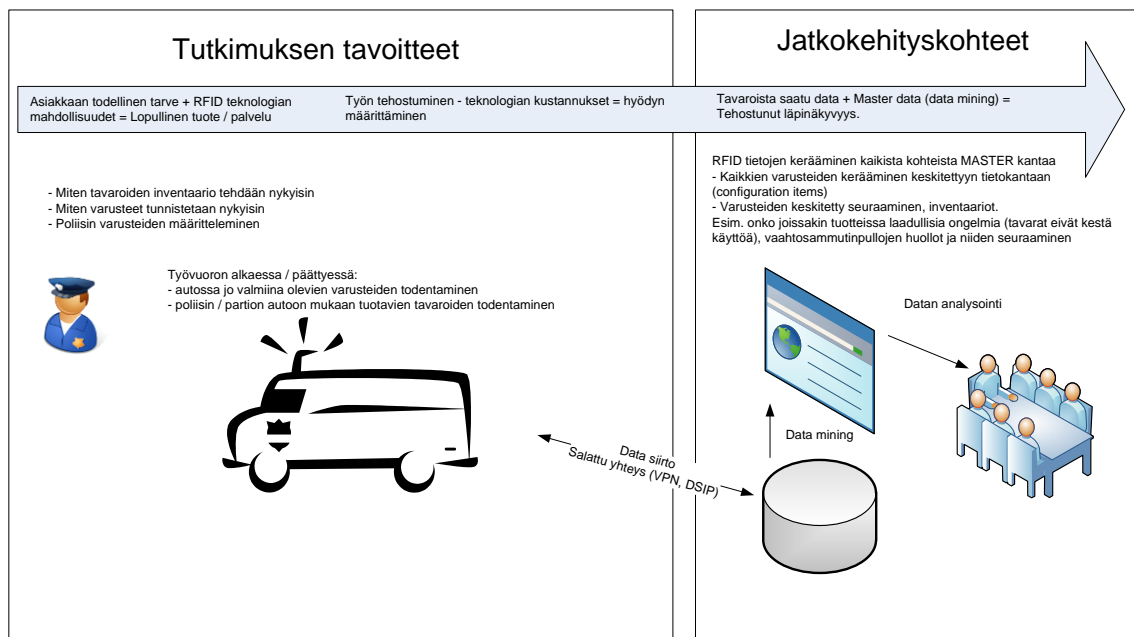 Tutkimuksen tavoitteet
Asiakkaan todellinen tarve + RFID teknologian
mahdollisuudet = Lopullinen tuote / palvelu
Työn tehostuminen - teknologian kustannukset = hyödyn
määrittäminen
- Miten tavaroiden inventaario tehdään nykyisin
- Miten varusteet tunnistetaan nykyisin
- Poliisin varusteiden määritteleminen
Työvuoron alkaessa / päättyessä:
- autossa jo valmiina olevien varusteiden todentaminen
- poliisin / partion autoon mukaan tuotavien tavaroiden todentaminen
Data siirto
Salattu yhteys (VPN, DSIP)
Jatkokehityskohteet
Tavaroista saatu data + Master data (data mining) =
Tehostunut läpinäkyvyys.
RFID tietojen kerääminen kaikista kohteista MASTER kantaa
- Kaikkien varusteiden kerääminen keskitettyyn tietokantaan
(configuration items)
- Varusteiden keskitetty seuraaminen, inventaariot.
Esim. onko joissakin tuotteissa laadullisia ongelmia (tavarat eivät kestä
käyttöä), vaahtosammutinpullojen huollot ja niiden seuraaminen
Datan analysointi
Data mining